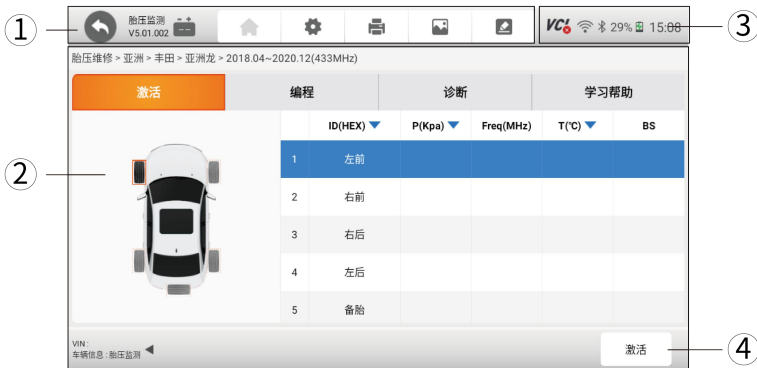 ①
胎压监测
V5.01.002
VCI 29% 15:08
③
胎压维修 > 亚洲 > 丰田 > 亚洲龙 > 2018.04~2020.12(433MHz)
激活 编程 诊断 学习帮助
ID(HEX) P(Kpa) Freq(MHz) T(℃) BS
②
1 左前
2 右前
3 右后
4 左后
5 备胎
VIN :
车辆信息 : 胎压监测
激活
④